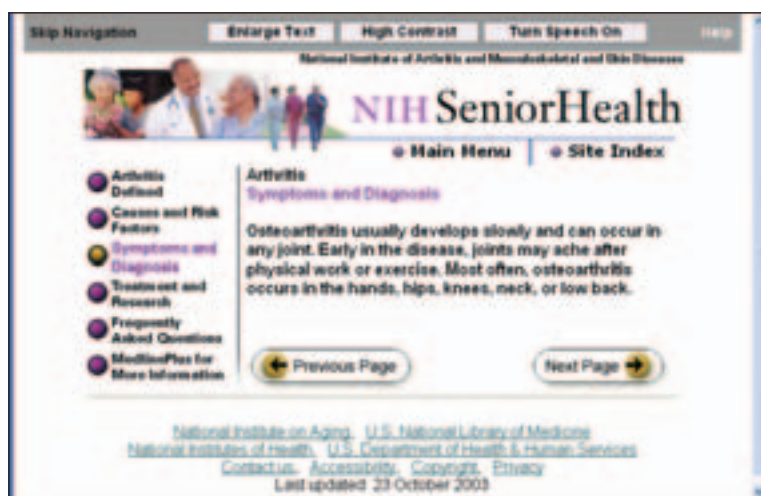 Skip Navigation Enlarge Text High Contrast Turn Speech On Help
National Institute of Arthritis and Musculoskeletal and Skin Diseases
NIH SeniorHealth
Main Menu Site Index
Arthritis
Defined
Causes and Risk
Factors
Symptoms and
Diagnosis
Treatment and
Research
Frequently
Asked Questions
MedlinePlus for
More Information
Arthritis
Symptoms and Diagnosis
Osteoarthritis usually develops slowly and can occur in
any joint. Early in the disease, joints may ache after
physical work or exercise. Most often, osteoarthritis
occurs in the hands, hips, knees, neck, or low back.
Previous Page Next Page
National Institute on Aging, U.S. National Library of Medicine
National Institutes of Health, U.S. Department of Health & Human Services
Contact us, Accessibility, Copyright, Privacy
Last updated: 23 October 2003